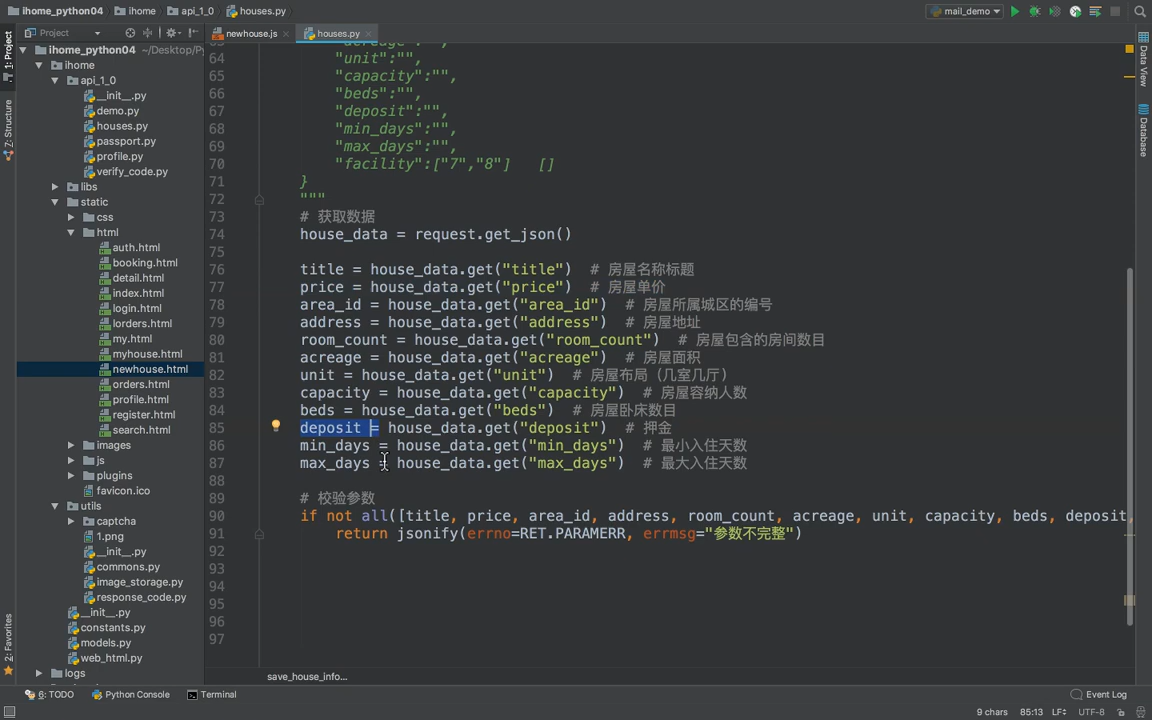 ihome_python04 ihome api_1_0 houses.py mail_demo
Project newhouse.js houses.py
ihome_python04 ~/Desktop/Py
ihome
api_1_0
__init__.py
demo.py
houses.py
passport.py
profile.py
verify_code.py
libs
static
css
html
auth.html
booking.html
detail.html
index.html
login.html
lorders.html
my.html
myhouse.html
newhouse.html
orders.html
profile.html
register.html
search.html
images
js
plugins
favicon.ico
utils
captcha
1.png
__init__.py
commons.py
image_storage.py
response_code.py
__init__.py
constants.py
models.py
web_html.py
logs
1: Project
7: Structure
2: Favorites
64 "unit":"",
65 "capacity":"",
66 "beds":"",
67 "deposit":"",
68 "min_days":"",
69 "max_days":"",
70 "facility":["7","8"] []
71 }
72 """
73 # 获取数据
74 house_data = request.get_json()
75
76 title = house_data.get("title") # 房屋名称标题
77 price = house_data.get("price") # 房屋单价
78 area_id = house_data.get("area_id") # 房屋所属城区的编号
79 address = house_data.get("address") # 房屋地址
80 room_count = house_data.get("room_count") # 房屋包含的房间数目
81 acreage = house_data.get("acreage") # 房屋面积
82 unit = house_data.get("unit") # 房屋布局（几室几厅)
83 capacity = house_data.get("capacity") # 房屋容纳人数
84 beds = house_data.get("beds") # 房屋卧床数目
85 deposit = house_data.get("deposit") # 押金
86 min_days = house_data.get("min_days") # 最小入住天数
87 max_days = house_data.get("max_days") # 最大入住天数
88
89 # 校验参数
90 if not all([title, price, area_id, address, room_count, acreage, unit, capacity, beds, deposit,
91 return jsonify(errno=RET.PARAMERR, errmsg="参数不完整")
92
93
94
95
96
97
save_house_info...
Data View
Database
6: TODO Python Console Terminal Event Log
9 chars 85:13 LF UTF-8